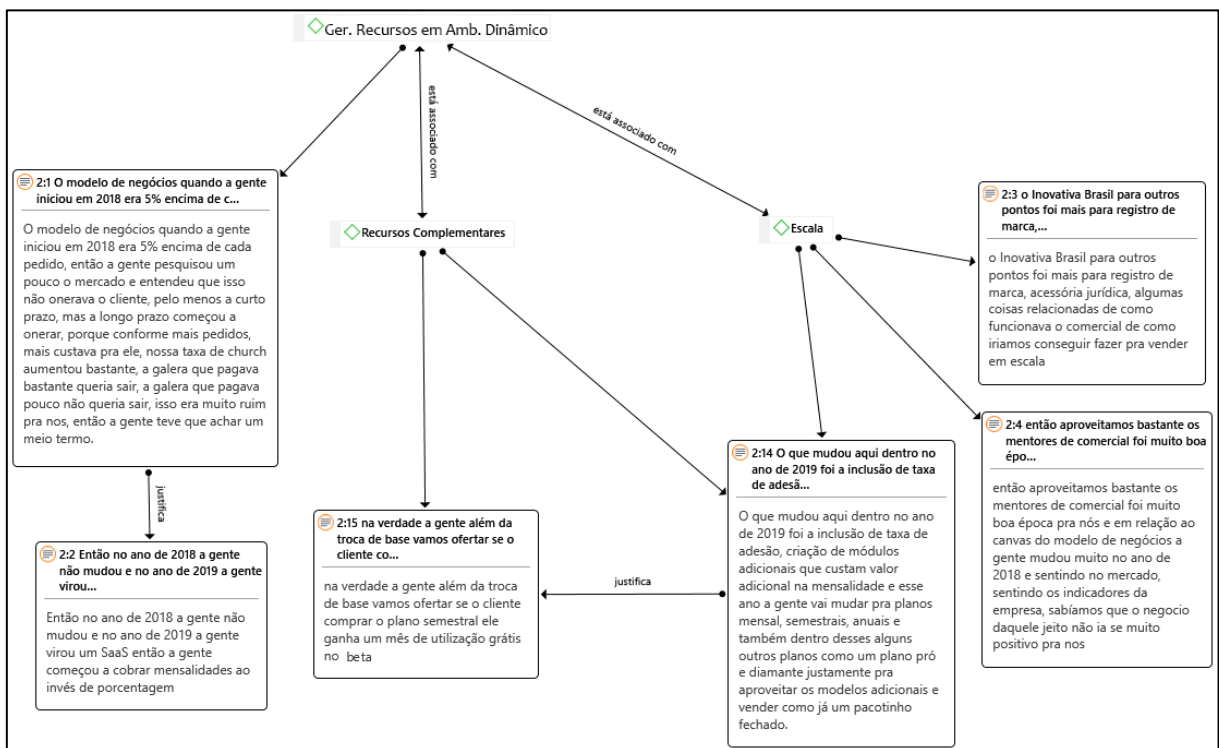 Ger. Recursos em Amb. Dinâmico
está associado com
está associado com
2:1 O modelo de negócios quando a gente
iniciou em 2018 era 5% encima de c...
O modelo de negócios quando a gente
iniciou em 2018 era 5% encima de cada
pedido, então a gente pesquisou um
pouco o mercado e entendeu que isso
não onerava o cliente, pelo menos a curto
prazo, mas a longo prazo começou a
onerar, porque conforme mais pedidos,
mais custava pra ele, nossa taxa de church
aumentou bastante, a galera que pagava
bastante queria sair, a galera que pagava
pouco não queria sair, isso era muito ruim
pra nos, então a gente teve que achar um
meio termo.
Recursos Complementares
Escala
2:3 o Inovativa Brasil para outros
pontos foi mais para registro de
marca,...
o Inovativa Brasil para outros
pontos foi mais para registro de
marca, acessória jurídica, algumas
coisas relacionadas de como
funcionava o comercial de como
iriamos conseguir fazer pra vender
em escala
justifica
2:2 Então no ano de 2018 a gente
não mudou e no ano de 2019 a gente
virou...
Então no ano de 2018 a gente não
mudou e no ano de 2019 a gente
virou um SaaS então a gente
começou a cobrar mensalidades ao
invés de porcentagem
2:15 na verdade a gente além da
troca de base vamos ofertar se o
cliente co...
na verdade a gente além da troca
de base vamos ofertar se o cliente
comprar o plano semestral ele
ganha um mês de utilização grátis
no beta
justifica
2:14 O que mudou aqui dentro no
ano de 2019 foi a inclusão de taxa
de adesã...
O que mudou aqui dentro no ano
de 2019 foi a inclusão de taxa de
adesão, criação de módulos
adicionais que custam valor
adicional na mensalidade e esse
ano a gente vai mudar pra planos
mensal, semestrais, anuais e
também dentro desses alguns
outros planos como um plano pró
e diamante justamente pra
aproveitar os modelos adicionais e
vender como já um pacotinho
fechado.
2:4 então aproveitamos bastante os
mentores de comercial foi muito boa
épo...
então aproveitamos bastante os
mentores de comercial foi muito
boa época pra nós e em relação ao
canvas do modelo de negócios a
gente mudou muito no ano de
2018 e sentindo no mercado,
sentindo os indicadores da
empresa, sabíamos que o negocio
daquele jeito não ia se muito
positivo pra nos